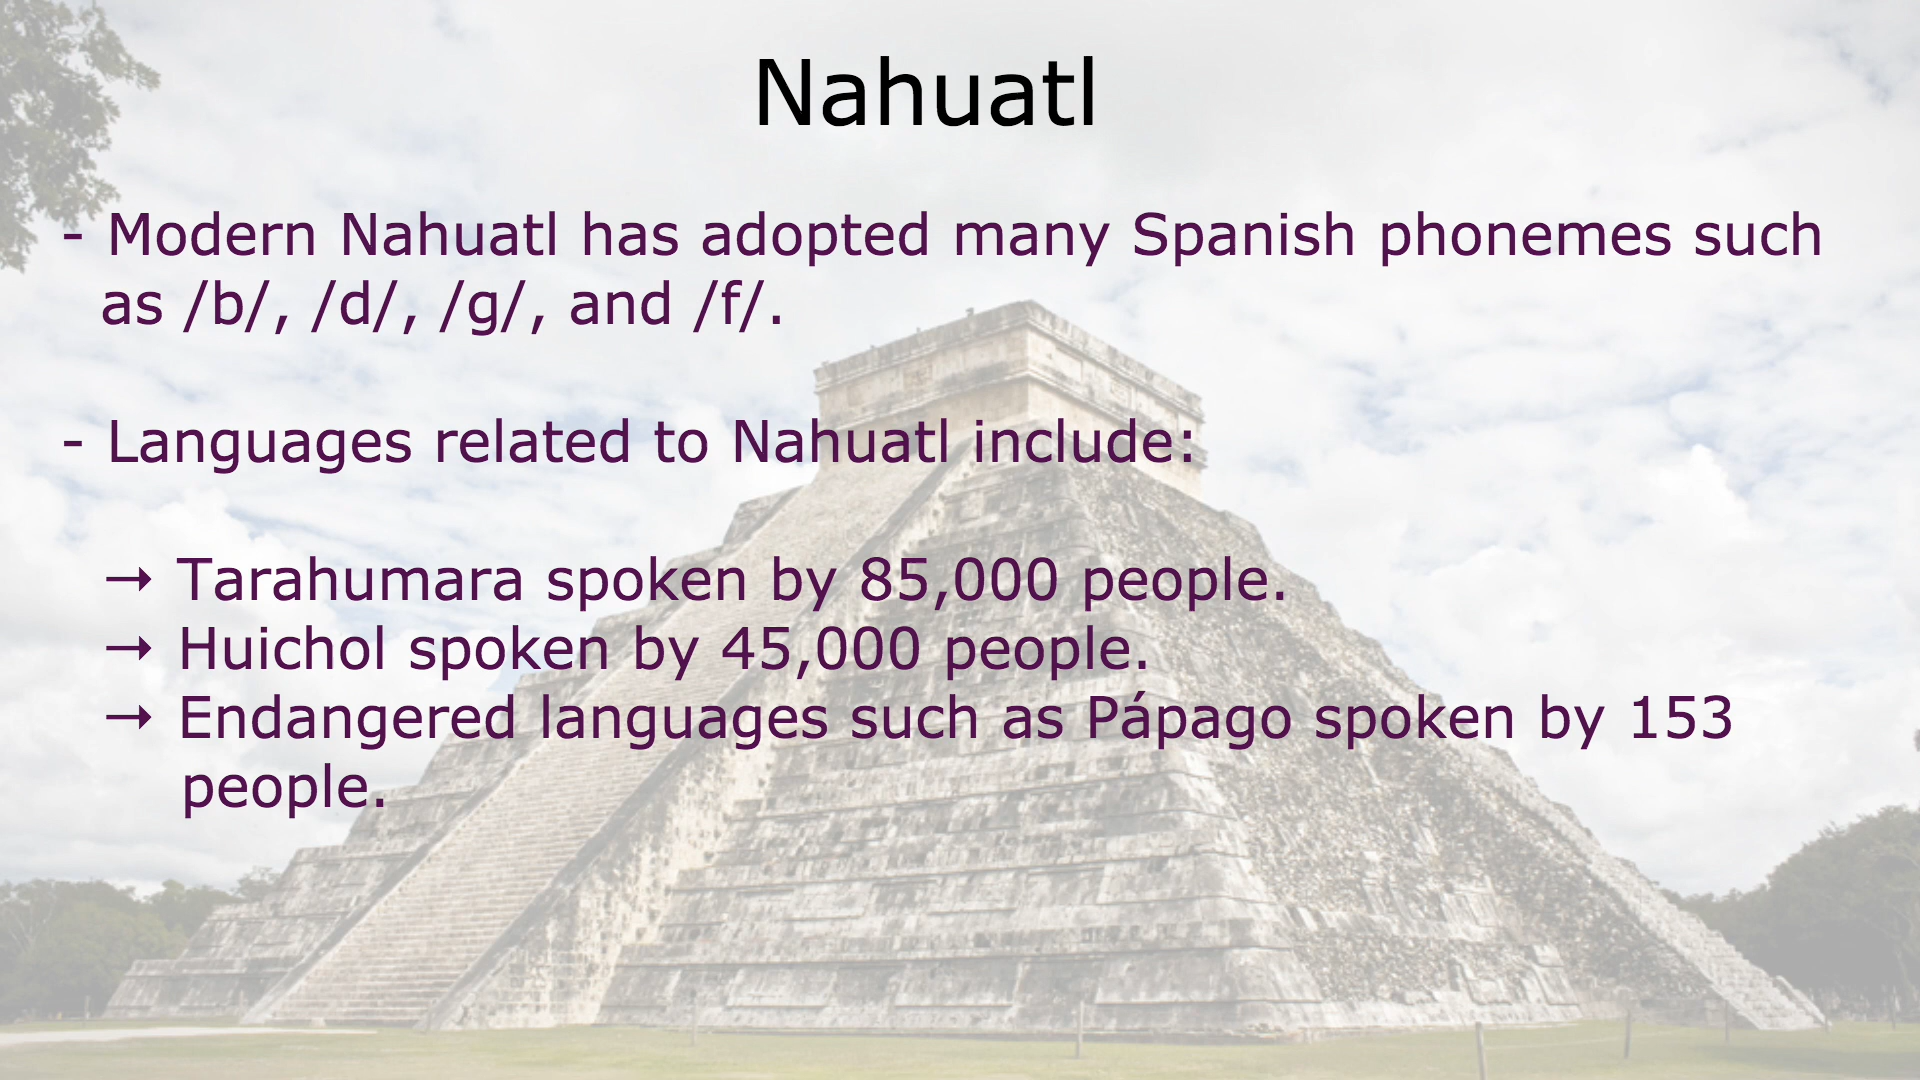 Nahuatl
- Modern Nahuatl has adopted many Spanish phonemes such
as /b/, /d/, /g/, and /f/.
- Languages related to Nahuatl include:
→ Tarahumara spoken by 85,000 people.
→ Huichol spoken by 45,000 people.
→ Endangered languages such as Pápago spoken by 153
people.